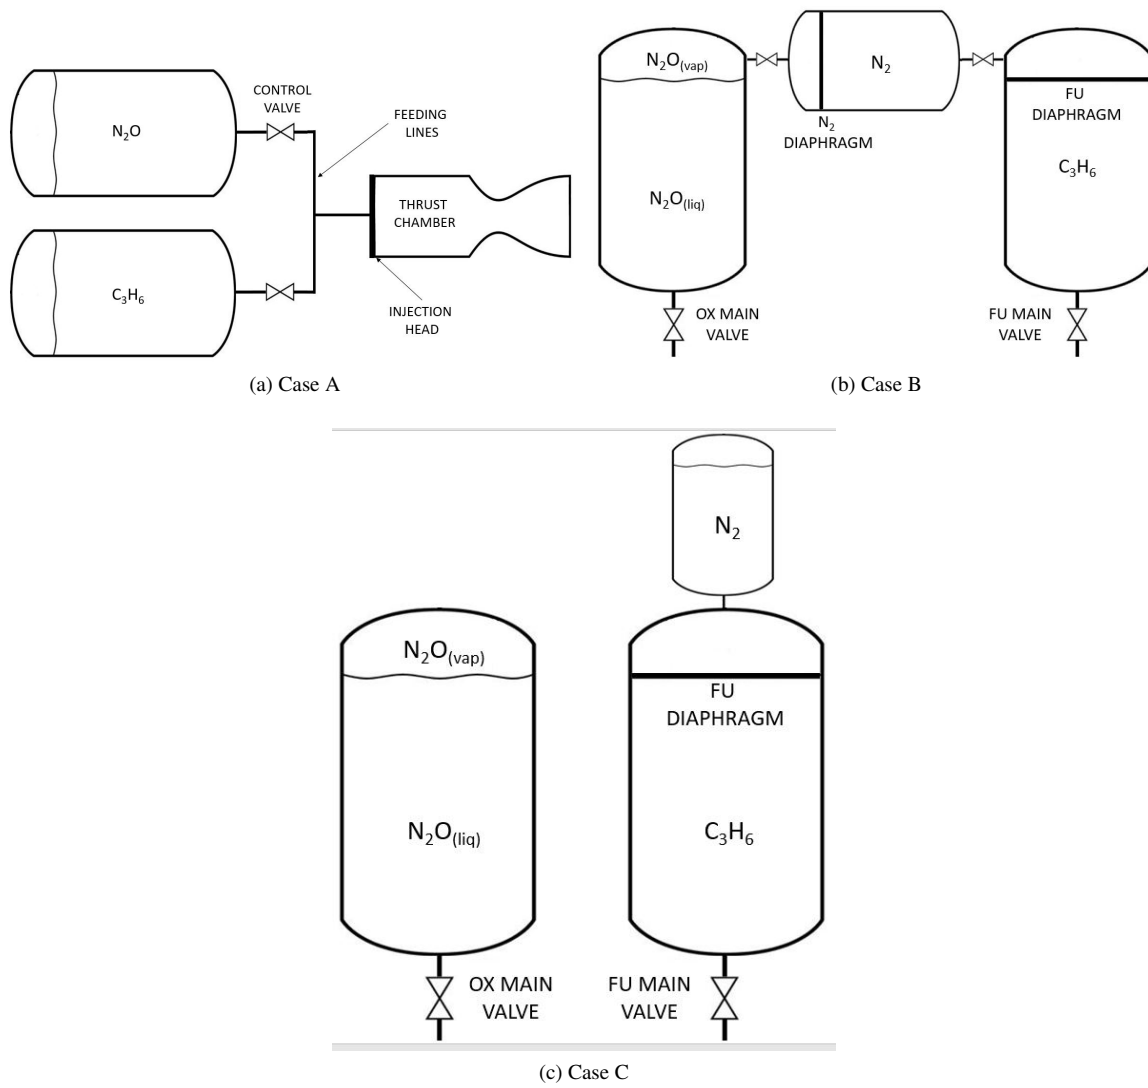 N₂O
CONTROL
VALVE
FEEDING
LINES
THRUST
CHAMBER
C₃H₆
INJECTION
HEAD
(a) Case A
N₂O(vap)
N₂
N₂
DIAPHRAGM
FU
DIAPHRAGM
C₃H₆
N₂O(liq)
OX MAIN
VALVE
FU MAIN
VALVE
(b) Case B
N₂
N₂O(vap)
FU
DIAPHRAGM
N₂O(liq)
C₃H₆
OX MAIN
VALVE
FU MAIN
VALVE
(c) Case C